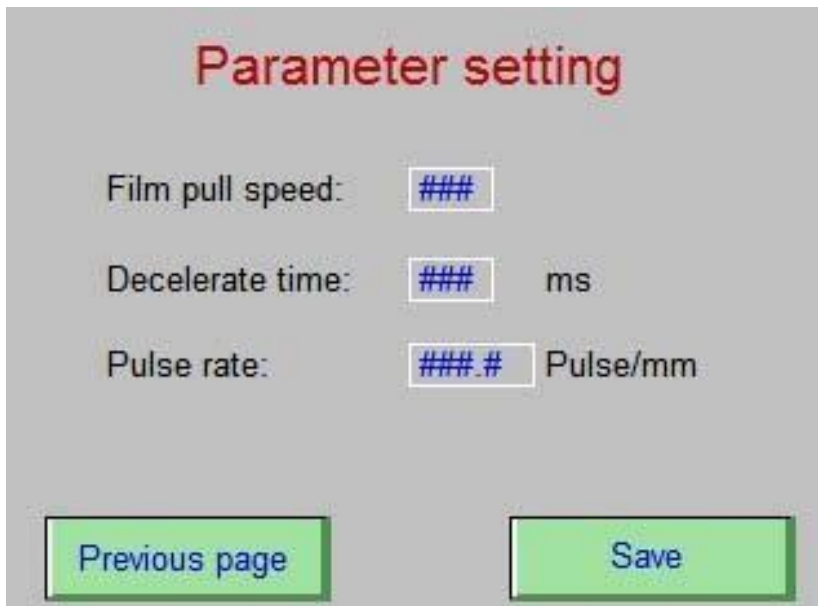 Parameter setting
Film pull speed: ###
Decelerate time: ### ms
Pulse rate: ###.# Pulse/mm
Previous page Save